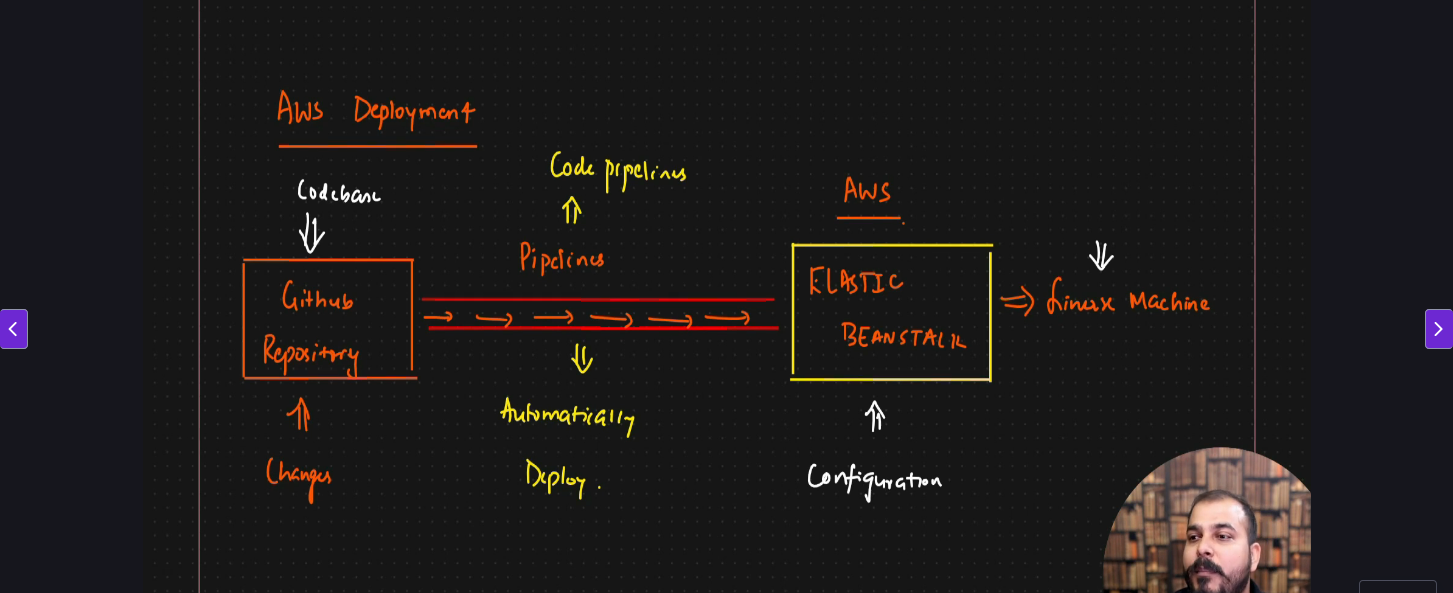 AWS Deployment
Codebase
Code pipelines
AWS
Pipelines
Github
Repository
ELASTIC
BEANSTALK
Linux Machine
Automatically
Deploy.
Changes
Configuration